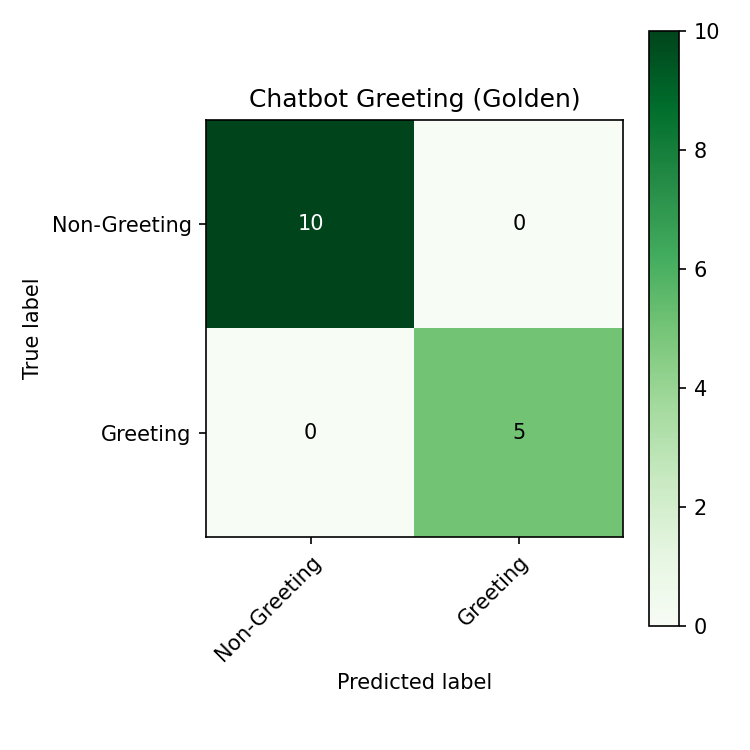 Chatbot Greeting (Golden)
10
8
6
4
2
0
True label
Non-Greeting
10
0
Greeting
0
5
Non-Greeting
Greeting
Predicted label